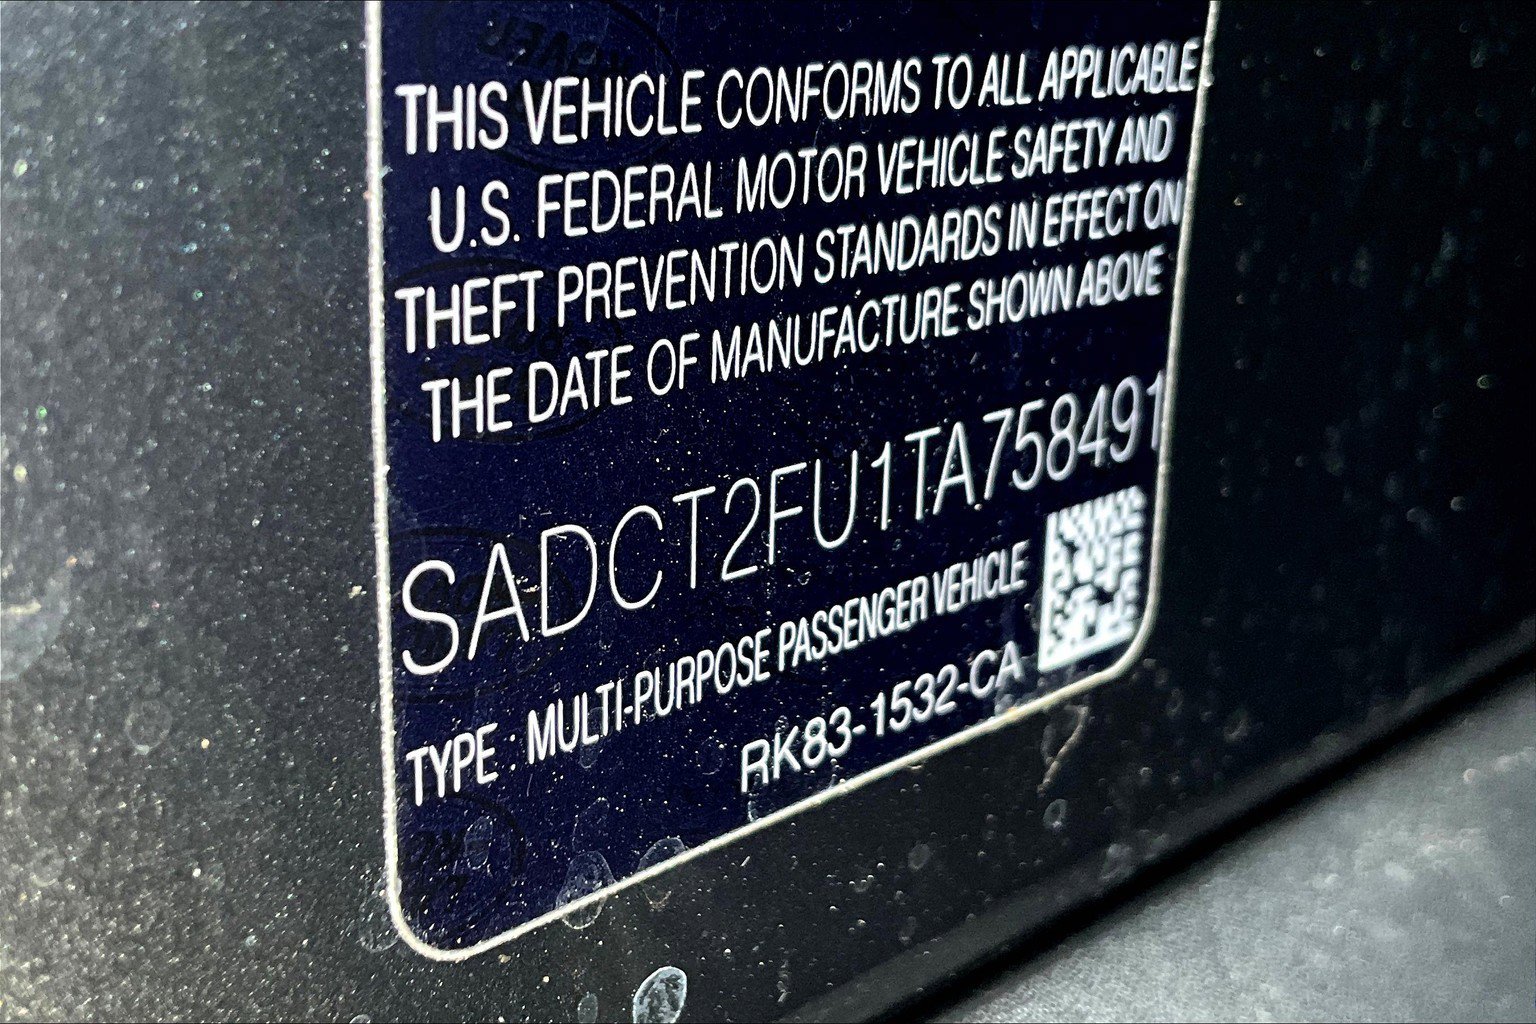 THIS VEHICLE CONFORMS TO ALL APPLICABLE
U.S. FEDERAL MOTOR VEHICLE SAFETY AND
THEFT PREVENTION STANDARDS IN EFFECT ON
THE DATE OF MANUFACTURE SHOWN ABOVE
SADCT2FU1TA758491
TYPE : MULTI-PURPOSE PASSENGER VEHICLE
RK83-1532-CA